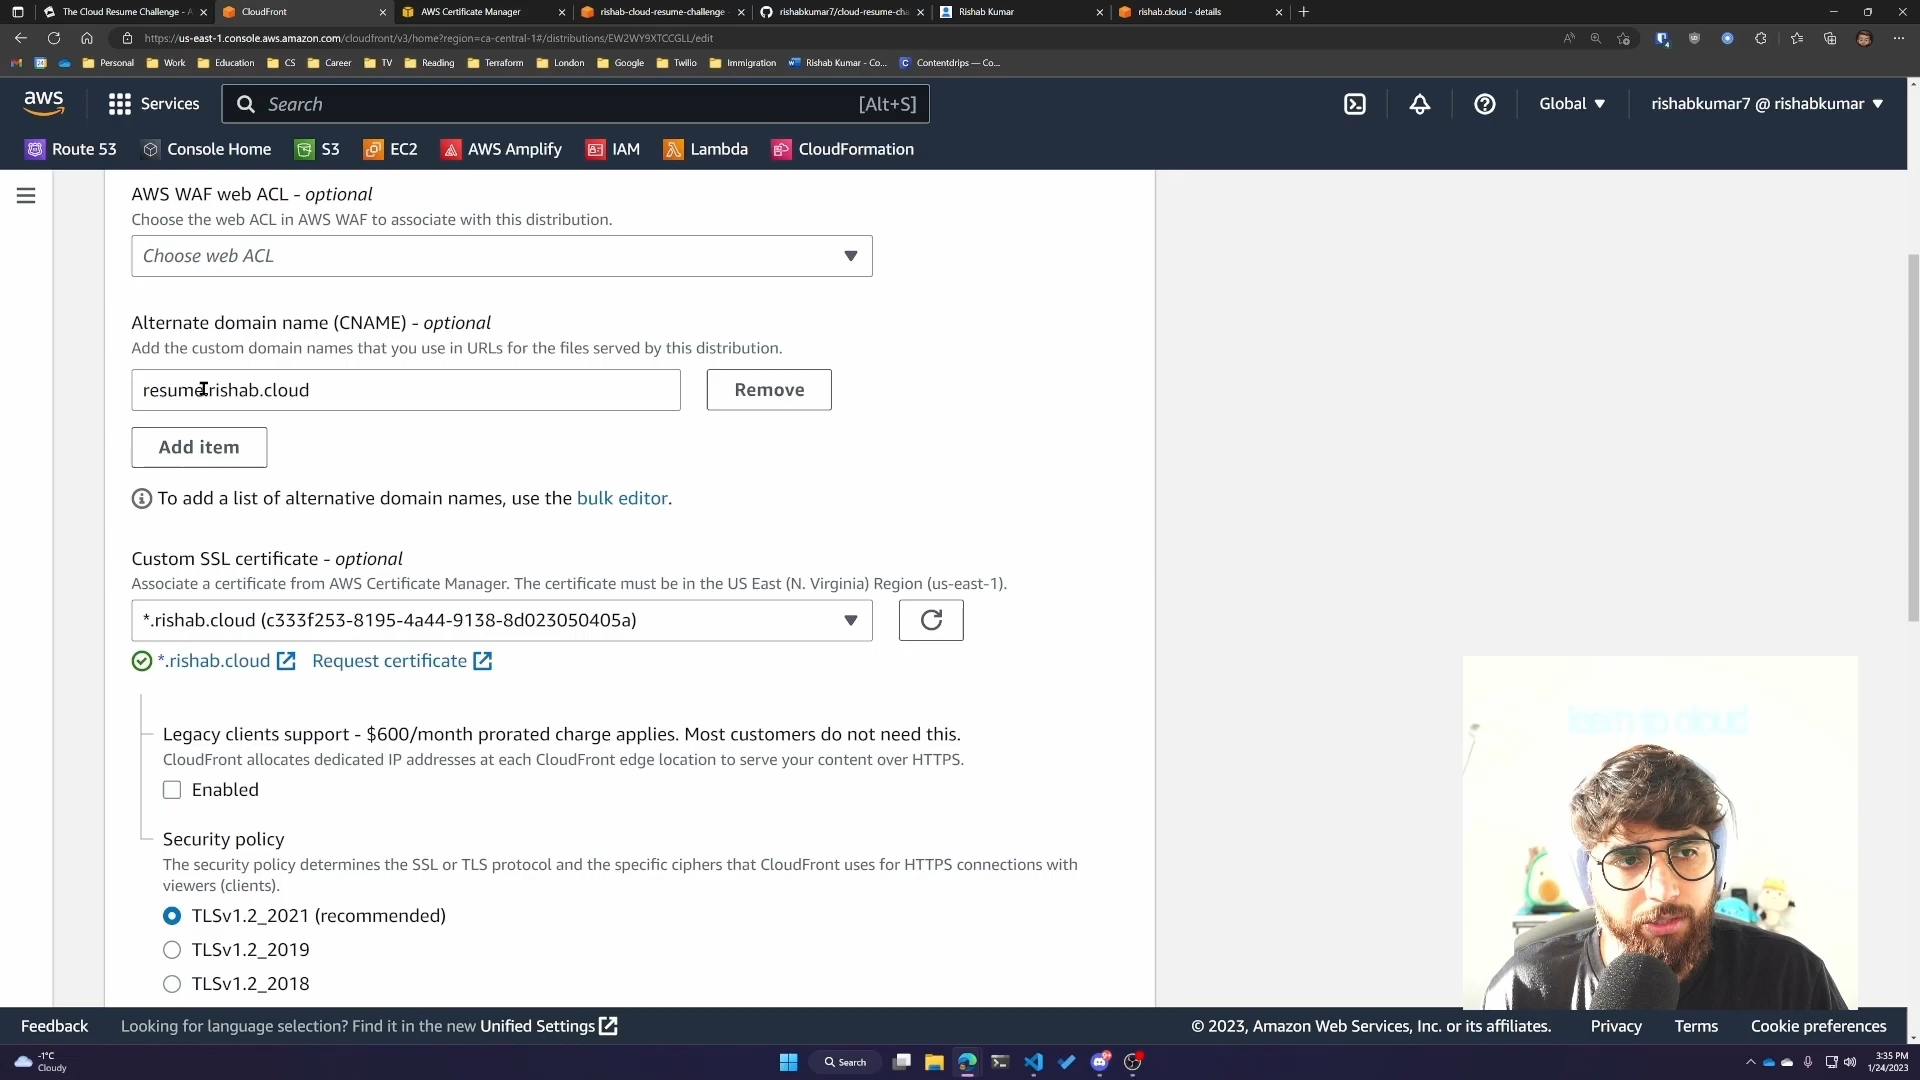 The Cloud Resume Challenge - A
CloudFront
AWS Certificate Manager
rishab-cloud-resume-challenge
rishabkumar7/cloud-resume-cha
Rishab Kumar
rishab.cloud - details
https://us-east-1.console.aws.amazon.com/cloudfront/v3/home?region=ca-central-1#/distributions/EW2WY9XTCCGLL/edit
Personal Work Education CS Career TV Reading Terraform London Google Twilio Immigration Rishab Kumar - Co... Contentdrips — Co...
aws Services Search [Alt+S] Global rishabkumar7 @ rishabkumar
Route 53 Console Home S3 EC2 AWS Amplify IAM Lambda CloudFormation
AWS WAF web ACL - optional
Choose the web ACL in AWS WAF to associate with this distribution.
Choose web ACL
Alternate domain name (CNAME) - optional
Add the custom domain names that you use in URLs for the files served by this distribution.
resume.rishab.cloud Remove
Add item
To add a list of alternative domain names, use the bulk editor.
Custom SSL certificate - optional
Associate a certificate from AWS Certificate Manager. The certificate must be in the US East (N. Virginia) Region (us-east-1).
*.rishab.cloud (c333f253-8195-4a44-9138-8d023050405a)
*.rishab.cloud Request certificate
Legacy clients support - $600/month prorated charge applies. Most customers do not need this.
CloudFront allocates dedicated IP addresses at each CloudFront edge location to serve your content over HTTPS.
Enabled
Security policy
The security policy determines the SSL or TLS protocol and the specific ciphers that CloudFront uses for HTTPS connections with
viewers (clients).
TLSv1.2_2021 (recommended)
TLSv1.2_2019
TLSv1.2_2018
learn to cloud
Feedback Looking for language selection? Find it in the new Unified Settings © 2023, Amazon Web Services, Inc. or its affiliates. Privacy Terms Cookie preferences
-1°C
Cloudy
Search
3:35 PM
1/24/2023